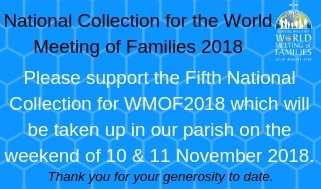 National Collection for the World
Meeting of Families 2018
WORLD
MEETING of
FAMILIES
Please support the Fifth National
Collection for WMOF2018 which will
be taken up in our parish on the
weekend of 10 & 11 November 2018.
Thank you for your generosity to date.